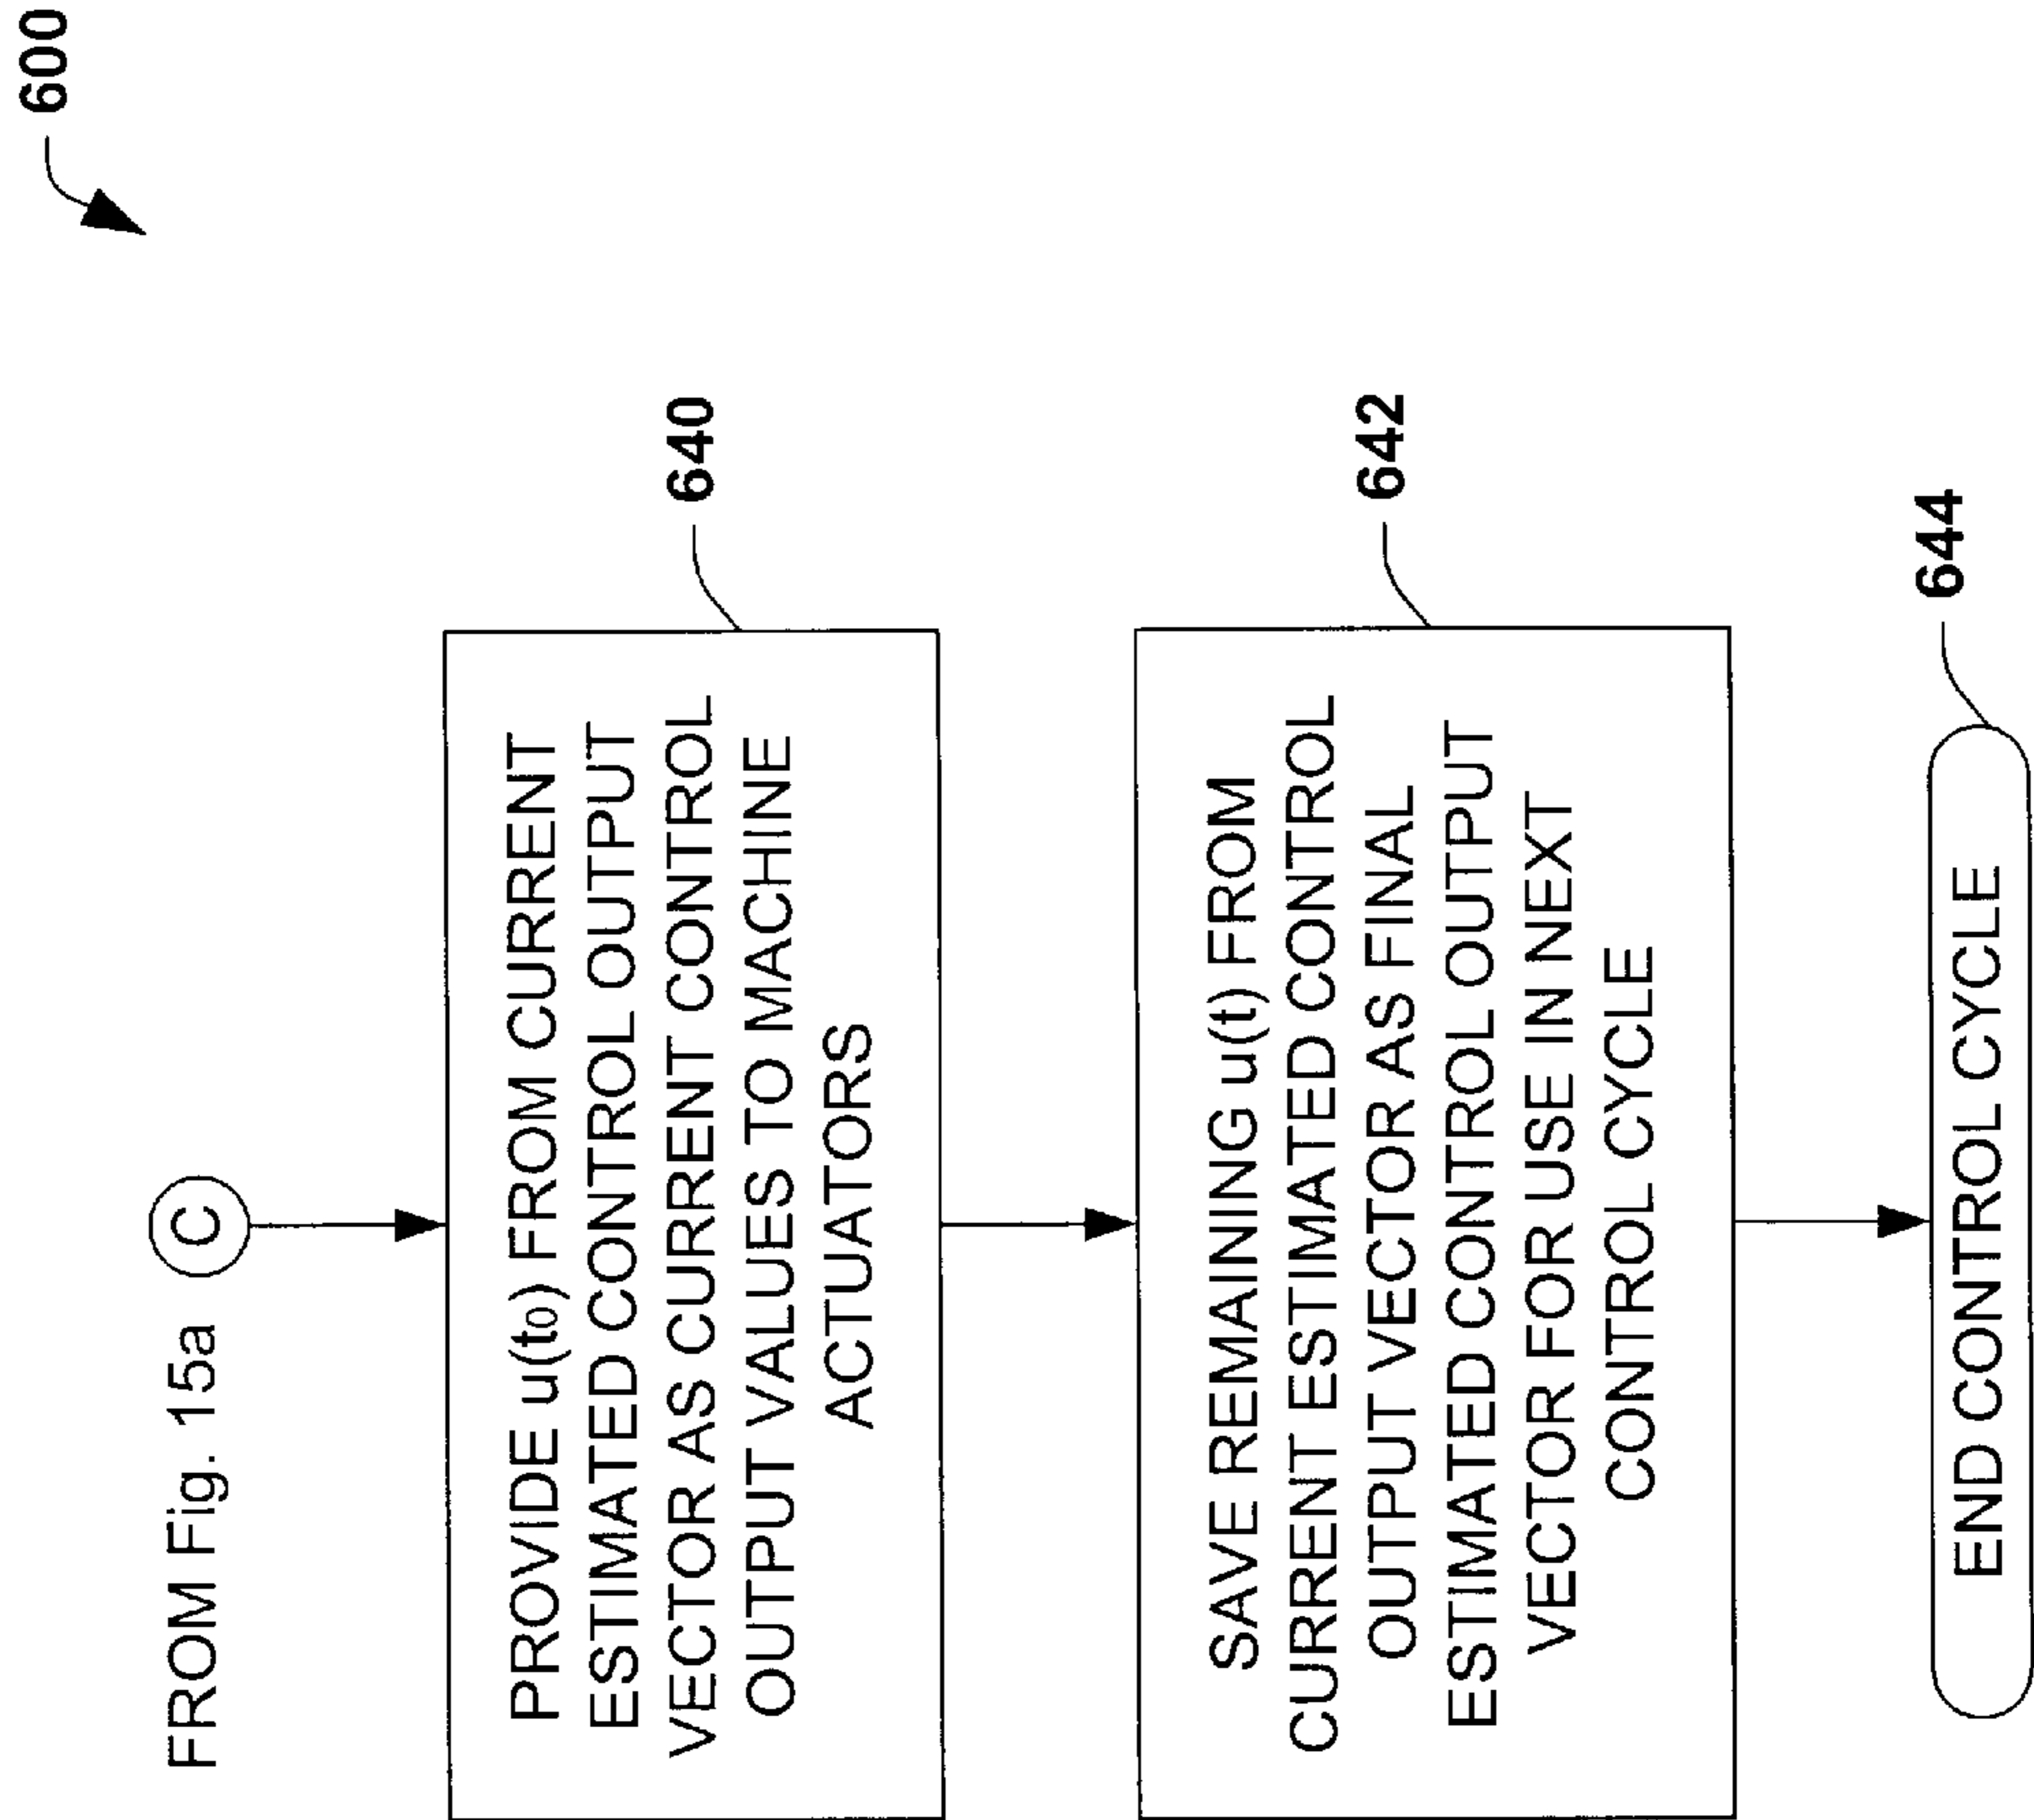 600
FROM Fig. 15a C
PROVIDE u(t0) FROM CURRENT
ESTIMATED CONTROL OUTPUT
VECTOR AS CURRENT CONTROL
OUTPUT VALUES TO MACHINE
ACTUATORS
640
SAVE REMAINING u(t) FROM
CURRENT ESTIMATED CONTROL
OUTPUT VECTOR AS FINAL
ESTIMATED CONTROL OUTPUT
VECTOR FOR USE IN NEXT
CONTROL CYCLE
642
END CONTROL CYCLE
644